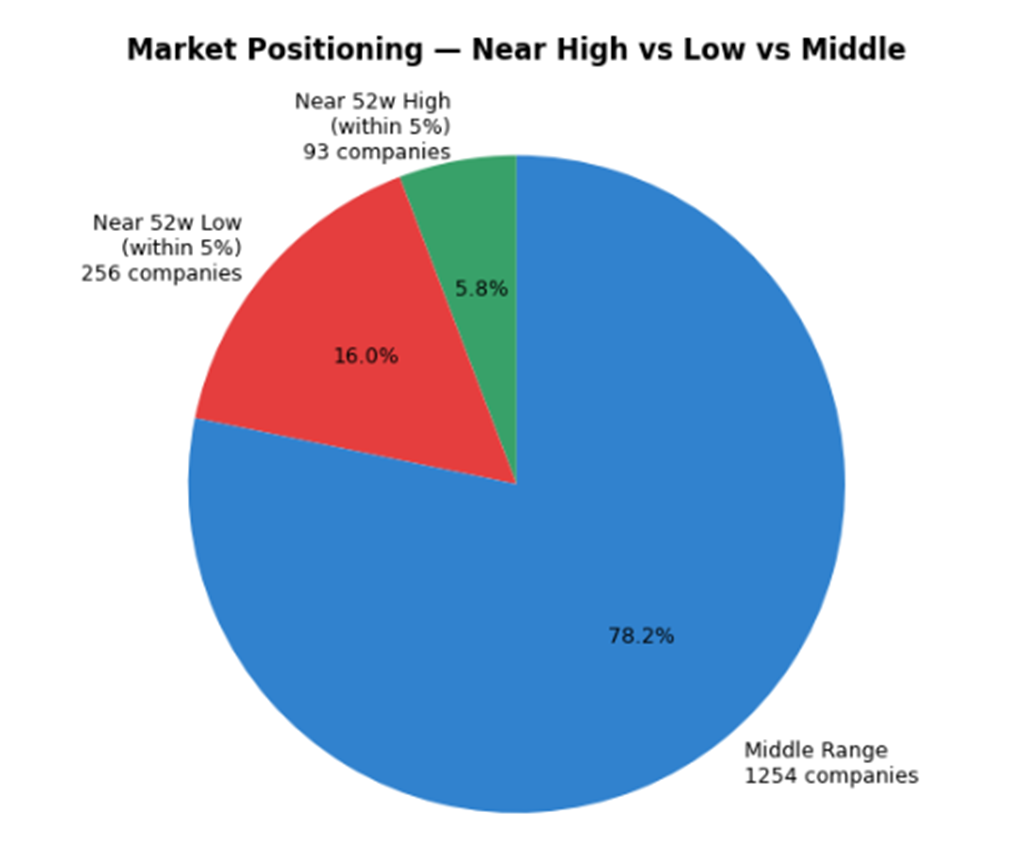 Market Positioning — Near High vs Low vs Middle
Near 52w High
(within 5%)
93 companies
Near 52w Low
(within 5%)
256 companies
5.8%
16.0%
78.2%
Middle Range
1254 companies